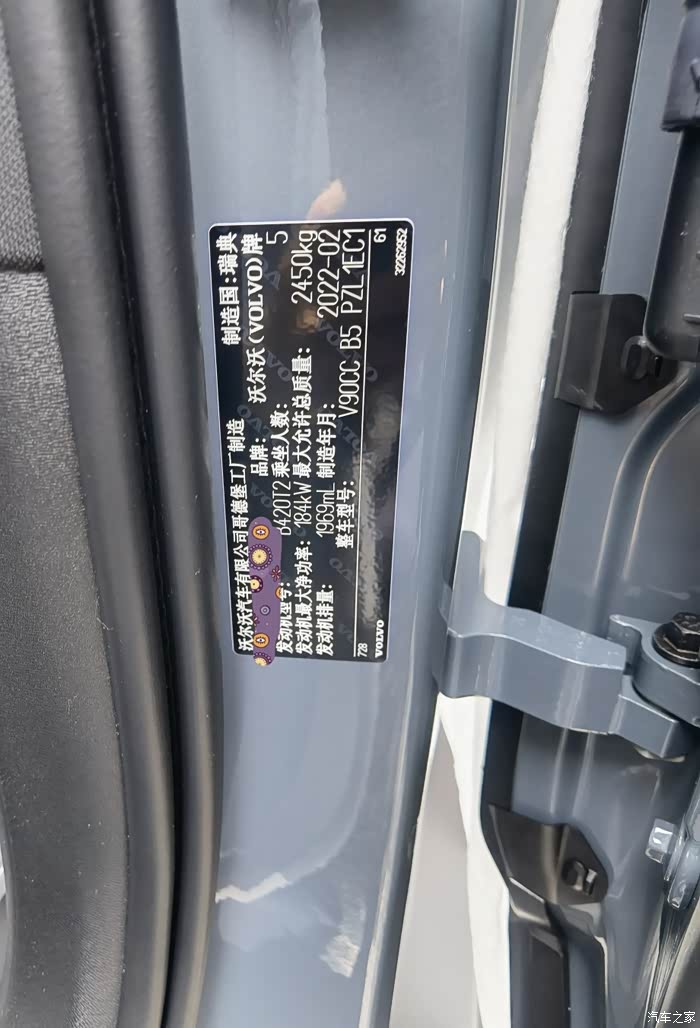 沃尔沃汽车有限公司哥德堡工厂制造 制造国:瑞典
品牌: 沃尔沃(VOLVO)牌
发动机型号: D420T2 乘坐人数: 5
发动机最大净功率: 184kW 最大允许总质量: 2450kg
发动机排量: 1969mL 制造年月: 2022-02
整车型号: V90CC B5 PZL1EC1
728 61
VOLVO 32262952
汽车之家